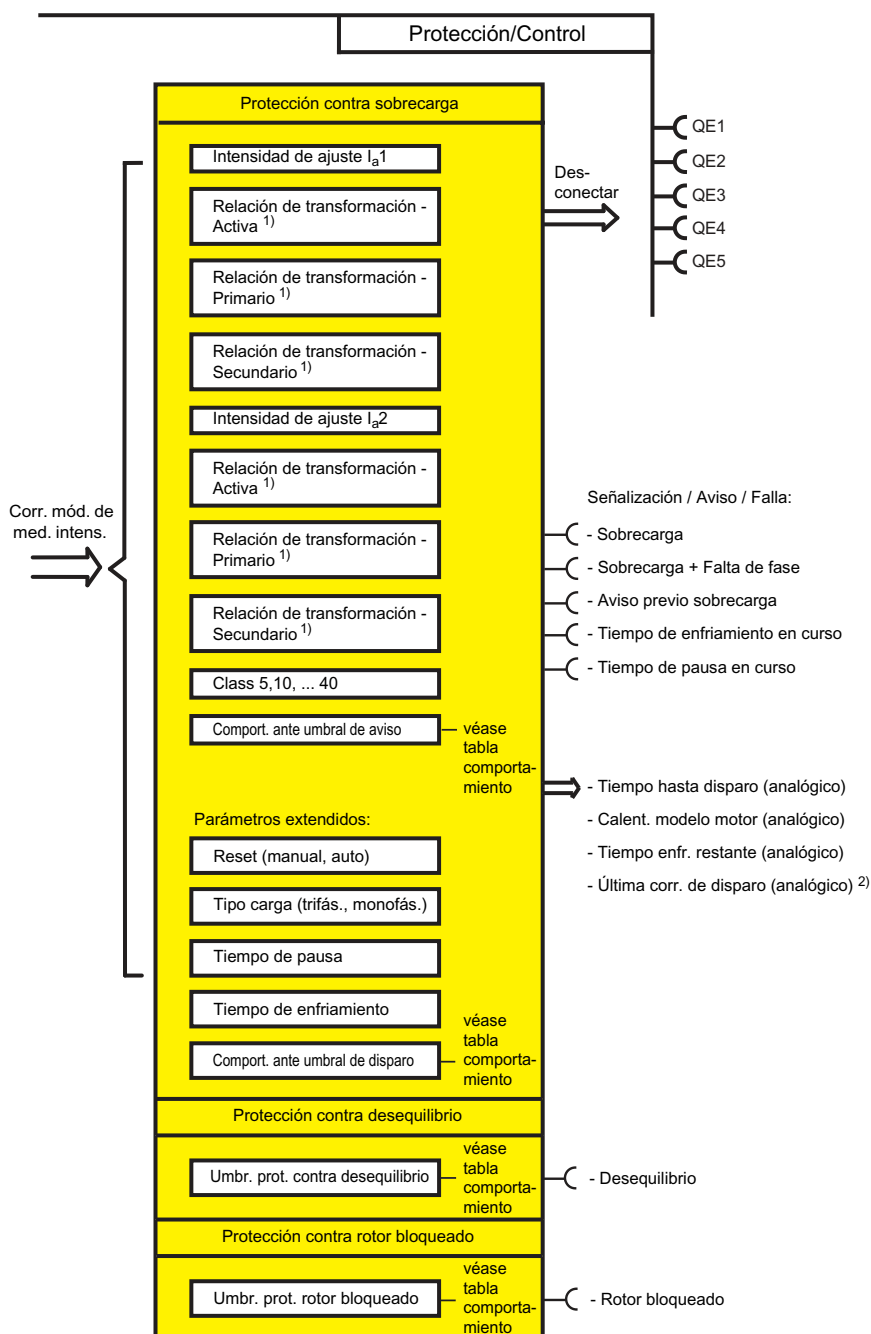 Protección/Control
Protección contra sobrecarga
QE1
QE2
QE3
QE4
QE5
Des-
conectar
Intensidad de ajuste Ia1
Relación de transformación -
Activa 1)
Relación de transformación -
Primario 1)
Relación de transformación -
Secundario 1)
Intensidad de ajuste Ia2
Relación de transformación -
Activa 1)
Relación de transformación -
Primario 1)
Relación de transformación -
Secundario 1)
Class 5,10, ... 40
Comport. ante umbral de aviso
véase
tabla
comporta-
miento
Corr. mód. de
med. intens.
Señalización / Aviso / Falla:
- Sobrecarga
- Sobrecarga + Falta de fase
- Aviso previo sobrecarga
- Tiempo de enfriamiento en curso
- Tiempo de pausa en curso
- Tiempo hasta disparo (analógico)
- Calent. modelo motor (analógico)
- Tiempo enfr. restante (analógico)
- Última corr. de disparo (analógico) 2)
Parámetros extendidos:
Reset (manual, auto)
Tipo carga (trifás., monofás.)
Tiempo de pausa
Tiempo de enfriamiento
Comport. ante umbral de disparo
véase
tabla
comporta-
miento
Protección contra desequilibrio
Umbr. prot. contra desequilibrio
véase
tabla
comporta-
miento
- Desequilibrio
Protección contra rotor bloqueado
Umbr. prot. rotor bloqueado
véase
tabla
comporta-
miento
- Rotor bloqueado